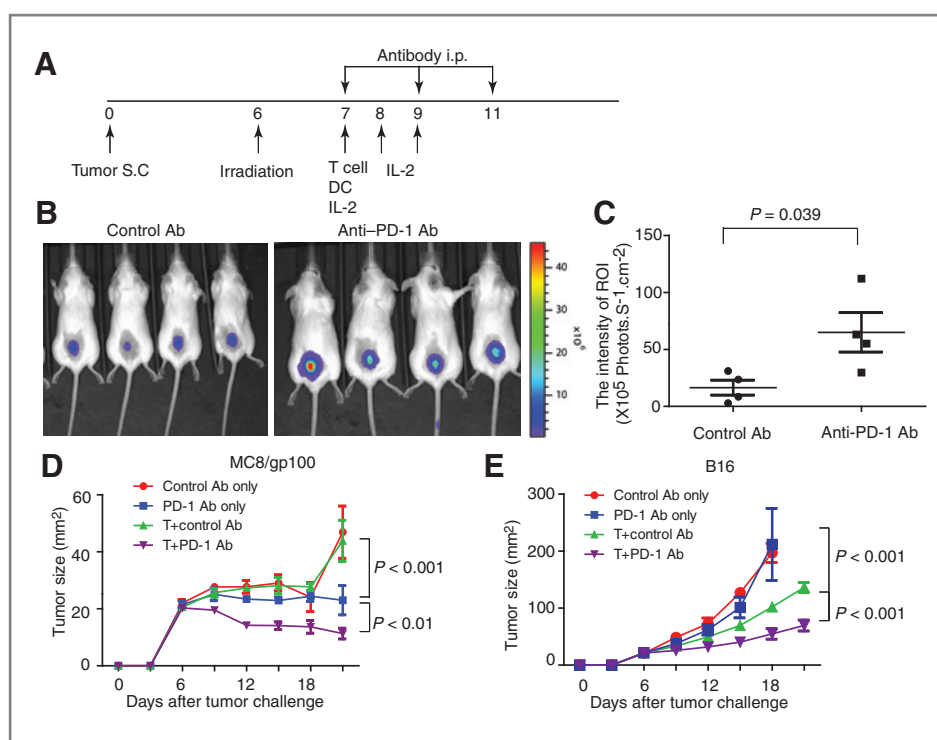 A
Antibody i.p.
0 6 7 8 9 11
Tumor S.C Irradiation T cell IL-2
DC
IL-2
B
Control Ab Anti–PD-1 Ab
40
30
20
10
x10⁶
C
P = 0.039
The intensity of ROI
(X10⁵ Photots.S⁻¹.cm⁻²)
150
100
50
0
Control Ab Anti-PD-1 Ab
D
MC8/gp100
Control Ab only
PD-1 Ab only
T+control Ab
T+PD-1 Ab
Tumor size (mm²)
60
40
20
0
P < 0.001
P < 0.01
0 6 12 18
Days after tumor challenge
E
B16
Control Ab only
PD-1 Ab only
T+control Ab
T+PD-1 Ab
Tumor size (mm²)
300
200
100
0
P < 0.001
P < 0.001
0 6 12 18
Days after tumor challenge